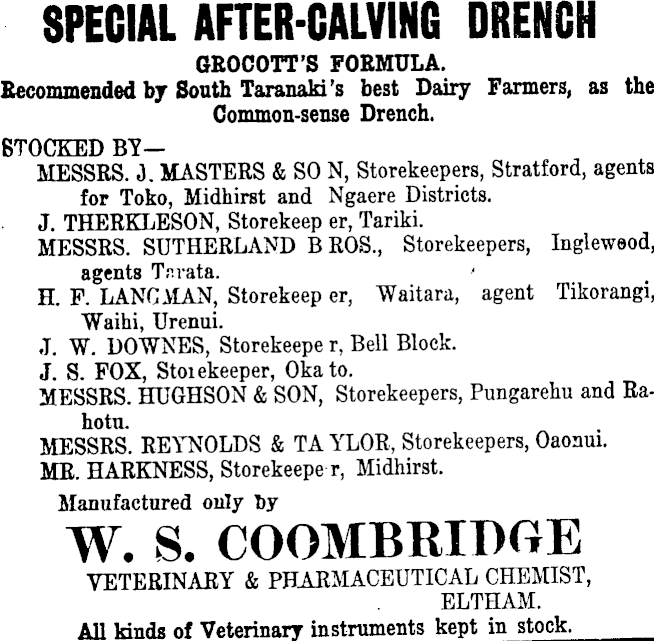 SPECIAL AFTER-CALVING DRENCH
GROCOTT'S FORMULA.
Recommended by South Taranaki's best Dairy Farmers, as the
Common-sense Drench.
STOCKED BY—
MESSRS. J. MASTERS & SO N, Storekeepers, Stratford, agents
for Toko, Midhirst and Ngaere Districts.
J. THERKLESON, Storekeep er, Tariki.
MESSRS. SUTHERLAND B ROS., Storekeepers, Inglewood,
agents Tarata.
H. F. LANGMAN, Storekeep er, Waitara, agent Tikorangi,
Waihi, Urenui.
J. W. DOWNES, Storekeepe r, Bell Block.
J. S. FOX, Storekeeper, Oka to.
MESSRS. HUGHSON & SON, Storekeepers, Pungarehu and Ra-
hotu.
MESSRS. REYNOLDS & TA YLOR, Storekeepers, Oaonui.
MR. HARKNESS, Storekeepe r, Midhirst.
Manufactured only by
W. S. COOMBRIDGE
VETERINARY & PHARMACEUTICAL CHEMIST,
ELTHAM.
All kinds of Veterinary instruments kept in stock.